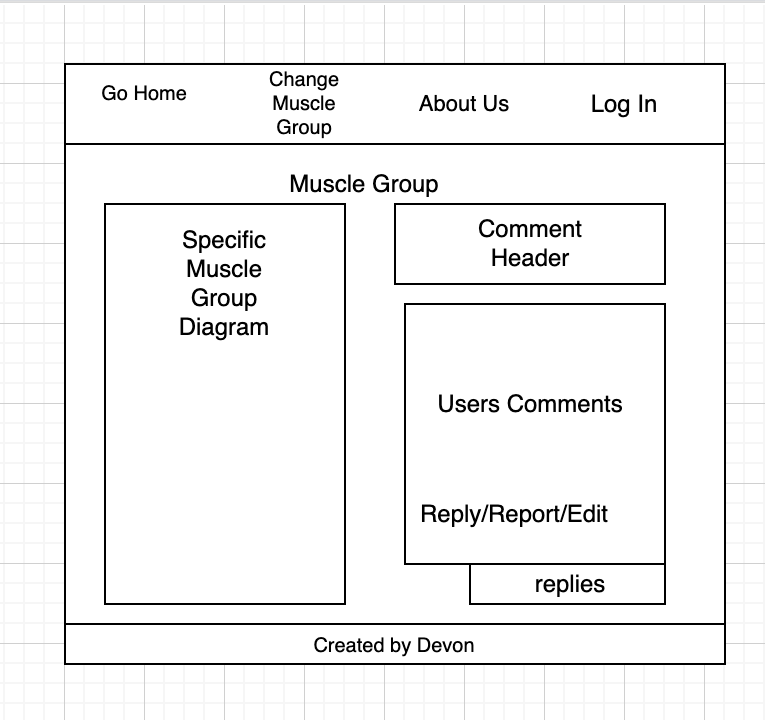 Go Home
Change
Muscle
Group
About Us
Log In
Muscle Group
Specific
Muscle
Group
Diagram
Comment
Header
Users Comments
Reply/Report/Edit
replies
Created by Devon